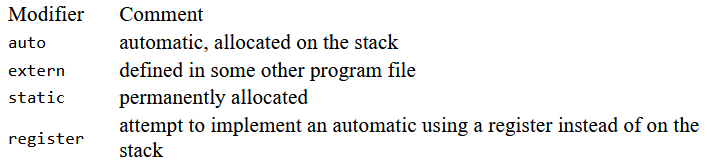 Modifier Comment
auto automatic, allocated on the stack
extern defined in some other program file
static permanently allocated
register attempt to implement an automatic using a register instead of on the
stack